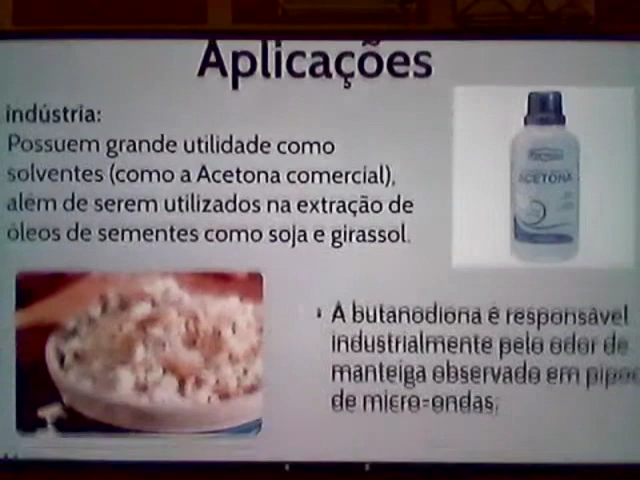 Aplicações
indústria:
Possuem grande utilidade como
solventes (como a Acetona comercial),
além de serem utilizados na extração de
óleos de sementes como soja e girassol.
ACETONA
• A butanodiona é responsável
industrialmente pelo odor de
manteiga observado em pipoc
de micro-ondas;